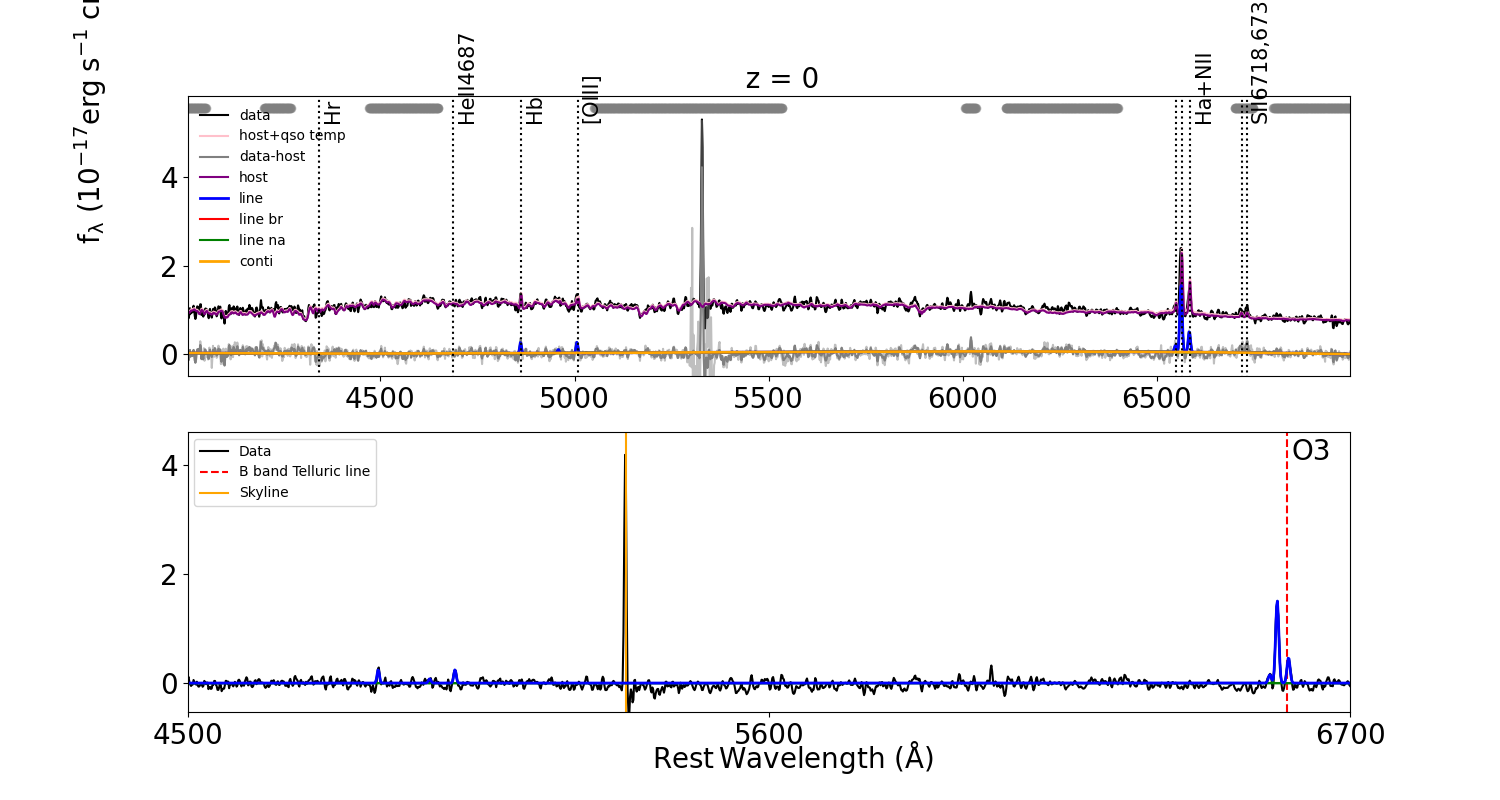 z = 0
fλ (10−17erg s−1 c
Hr
HeII4687
Hb
[OIII]
Ha+NII
SII6718,673
data
host+qso temp
data-host
host
line
line br
line na
conti
4
2
0
4500
5000
5500
6000
6500
Data
B band Telluric line
Skyline
O3
4
2
0
4500
5600
6700
Rest Wavelength (Å)